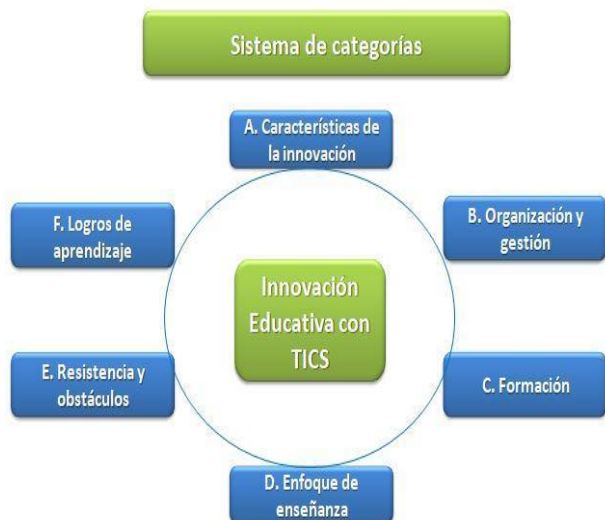 Sistema de categorías
A. Características de
la innovación
B. Organización y
gestión
C. Formación
D. Enfoque de
enseñanza
E. Resistencia y
obstáculos
F. Logros de
aprendizaje
Innovación
Educativa con
TICS